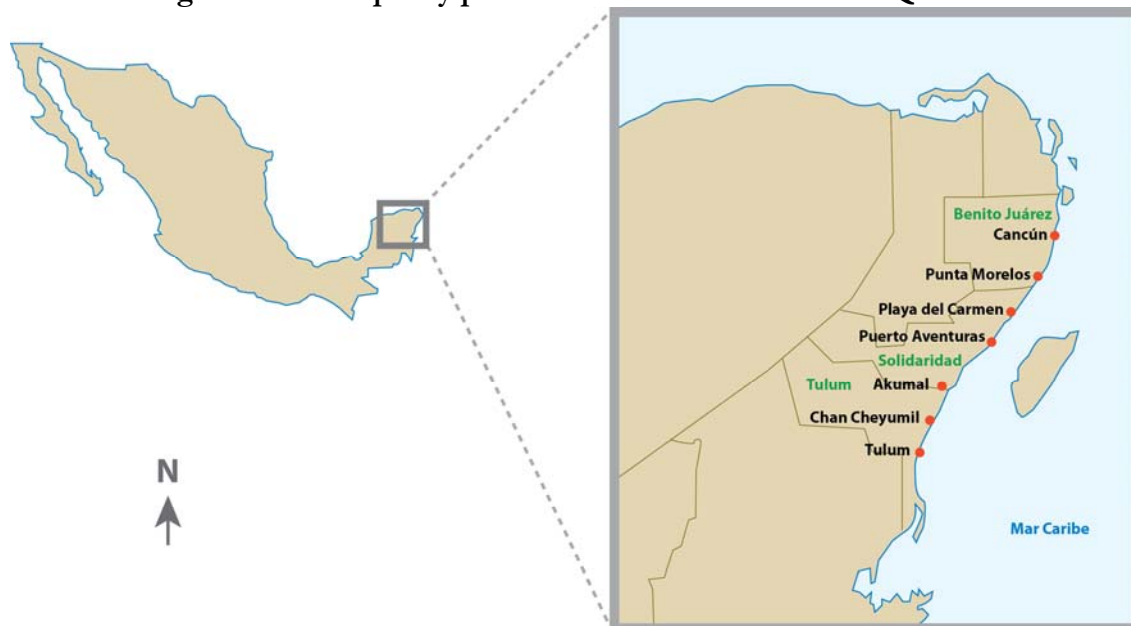 N
Benito Juárez
Cancún
Punta Morelos
Playa del Carmen
Puerto Aventuras
Solidaridad
Tulum
Akumal
Chan Cheyumil
Tulum
Mar Caribe